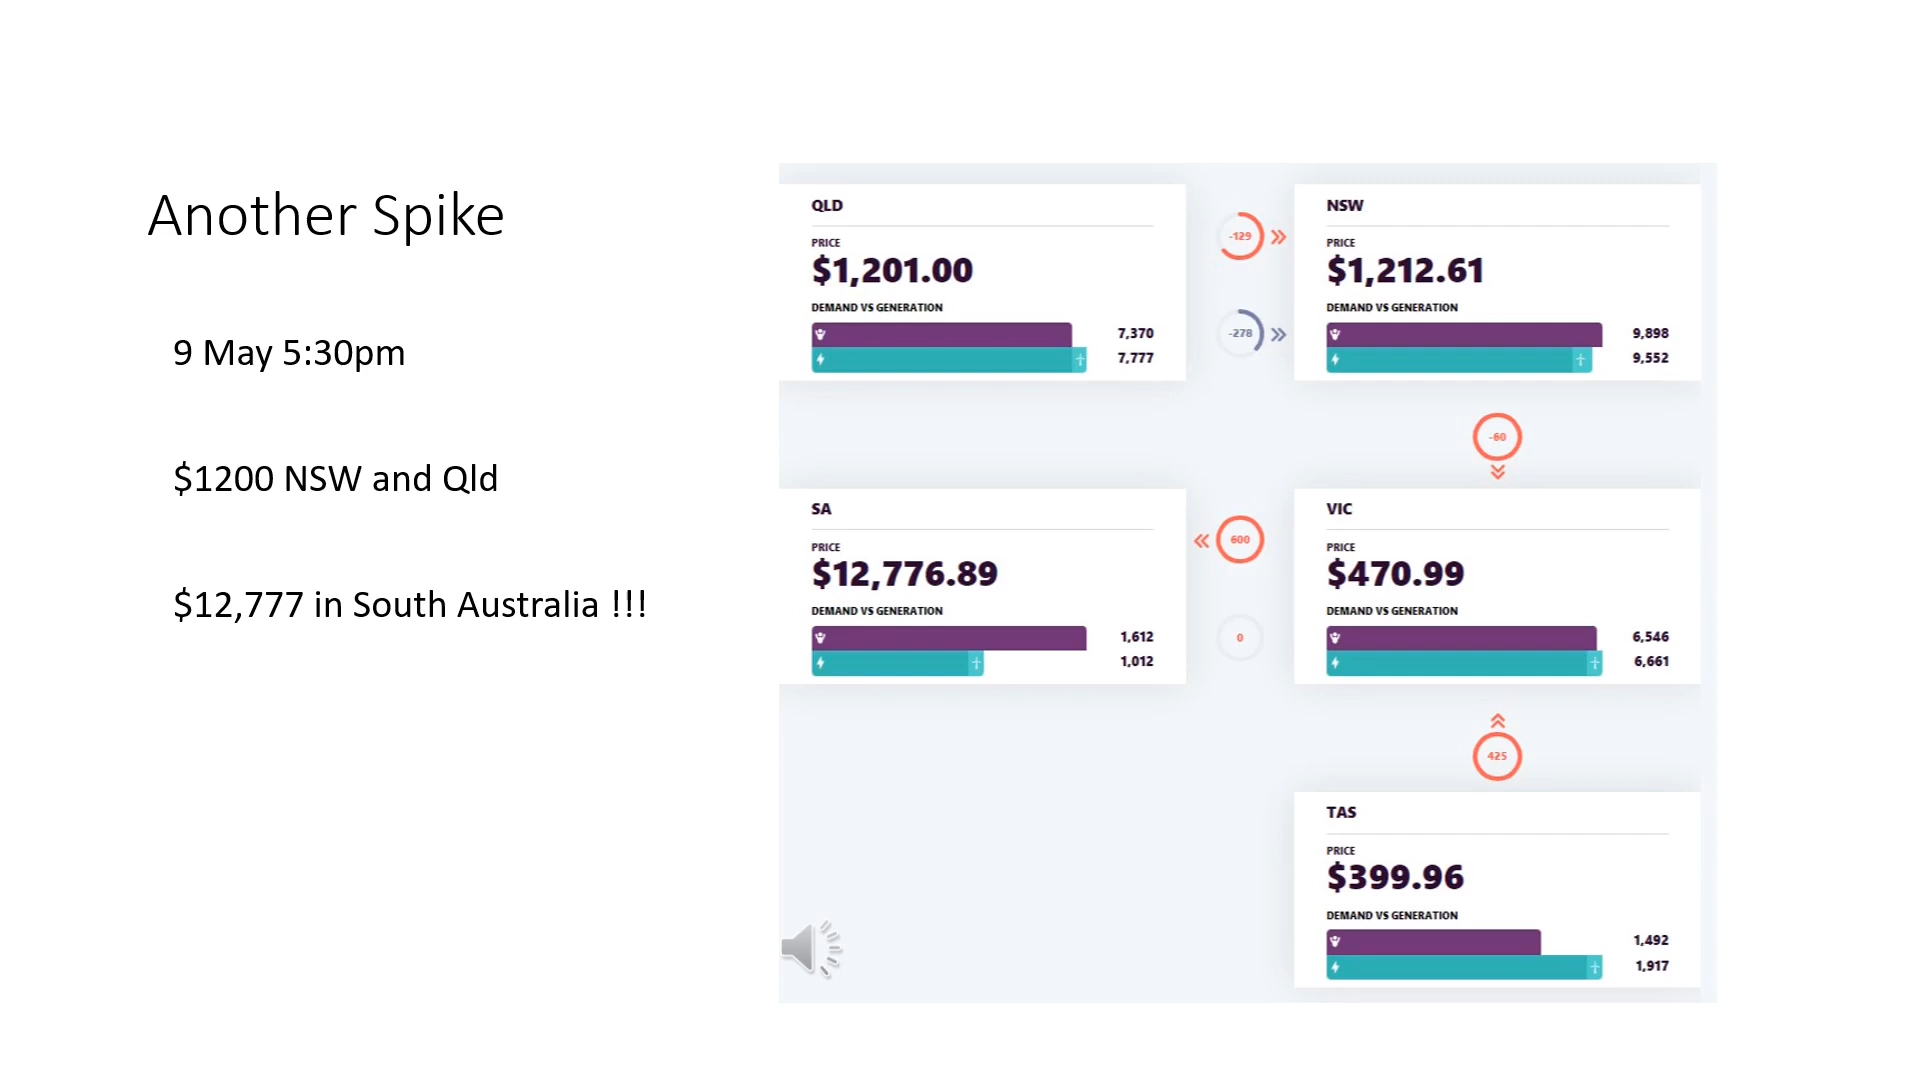 Another Spike
9 May 5:30pm
$1200 NSW and Qld
$12,777 in South Australia !!!
QLD
PRICE
$1,201.00
DEMAND VS GENERATION
7,370
7,777
-129
-278
NSW
PRICE
$1,212.61
DEMAND VS GENERATION
9,898
9,552
-60
SA
PRICE
$12,776.89
DEMAND VS GENERATION
1,612
1,012
600
0
VIC
PRICE
$470.99
DEMAND VS GENERATION
6,546
6,661
425
TAS
PRICE
$399.96
DEMAND VS GENERATION
1,492
1,917